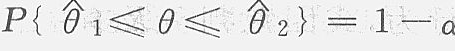 P{ θ̂₁ ≤ θ ≤ θ̂₂ } = 1 − α